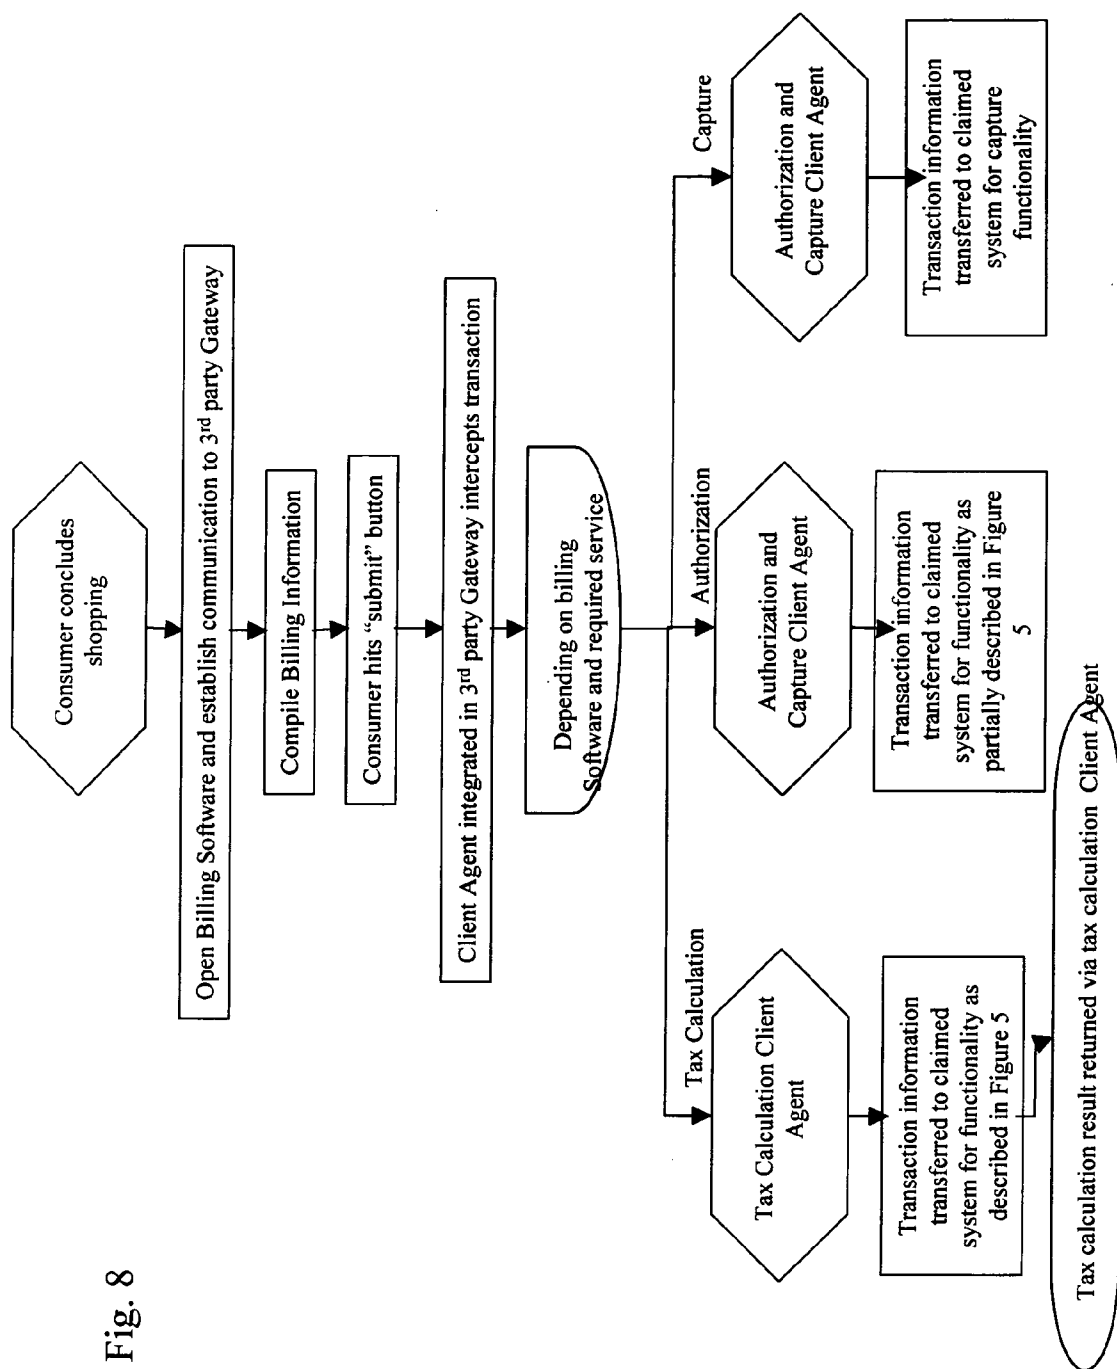 Fig. 8
Consumer concludes
shopping
Open Billing Software and establish communication to 3rd party Gateway
Compile Billing Information
Consumer hits “submit” button
Client Agent integrated in 3rd party Gateway intercepts transaction
Depending on billing
Software and required service
Tax Calculation
Authorization
Capture
Tax Calculation Client
Agent
Authorization and
Capture Client Agent
Authorization and
Capture Client Agent
Transaction information
transferred to claimed
system for functionality as
described in Figure 5
Transaction information
transferred to claimed
system for functionality as
partially described in Figure
5
Transaction information
transferred to claimed
system for capture
functionality
Tax calculation result returned via tax calculation Client Agent